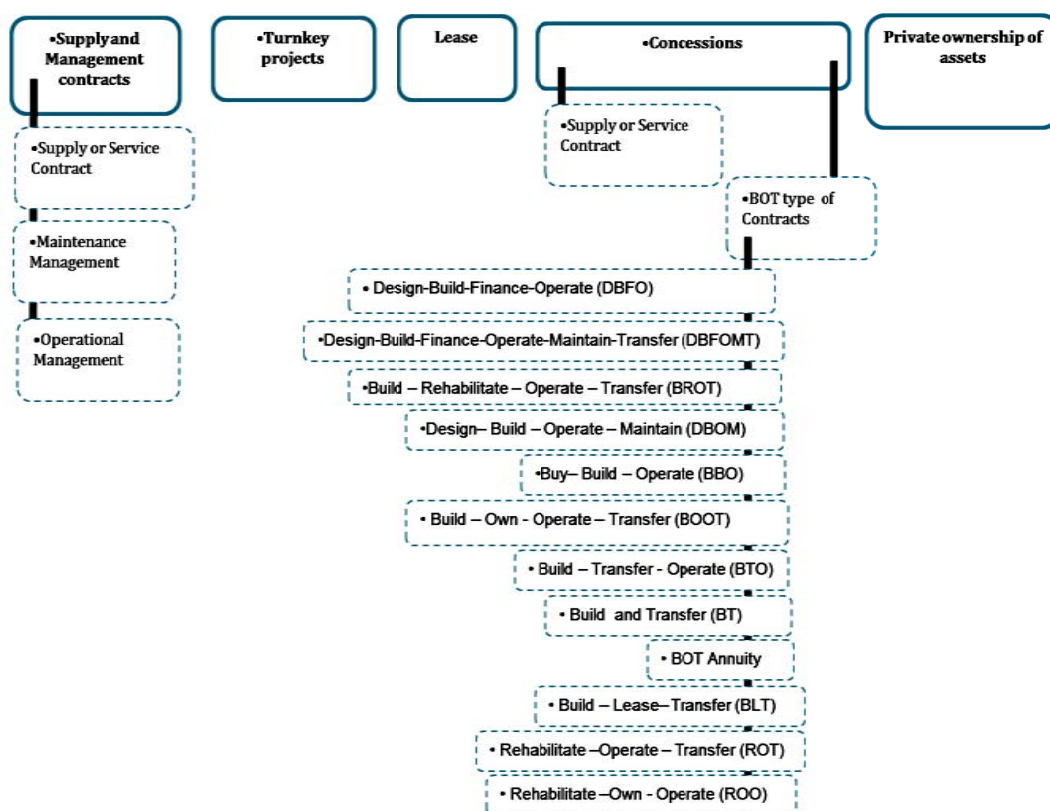 •Supply and
Management
contracts
•Turnkey
projects
Lease
•Concessions
Private ownership of
assets
•Supply or Service
Contract
•Maintenance
Management
•Operational
Management
•Supply or Service
Contract
•BOT type of
Contracts
• Design-Build-Finance-Operate (DBFO)
•Design-Build-Finance-Operate-Maintain-Transfer (DBFOMT)
•Build – Rehabilitate – Operate – Transfer (BROT)
•Design– Build – Operate – Maintain (DBOM)
•Buy– Build – Operate (BBO)
• Build – Own - Operate – Transfer (BOOT)
• Build – Transfer - Operate (BTO)
• Build and Transfer (BT)
• BOT Annuity
• Build – Lease– Transfer (BLT)
• Rehabilitate –Operate – Transfer (ROT)
• Rehabilitate –Own - Operate (ROO)